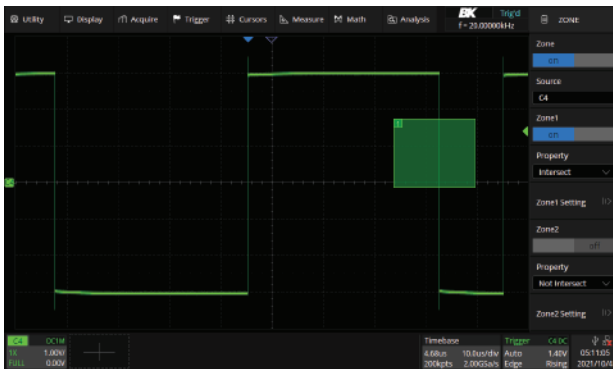 Utility Display Acquire Trigger Cursors Measure Math Analysis BK Trig'd ZONE
f = 20.00000kHz
Zone
on
Source
C4
Zone1
on
Property
Intersect
Zone1 Setting
Zone2
off
Property
Not Intersect
Zone2 Setting
1
C4
C4 DC1M
1X 1.00V/
FULL 0.00V
Timebase
4.68us 10.0us/div
200kpts 2.00GSa/s
Trigger C4 DC
Auto 1.40V
Edge Rising
05:11:05
2021/10/4